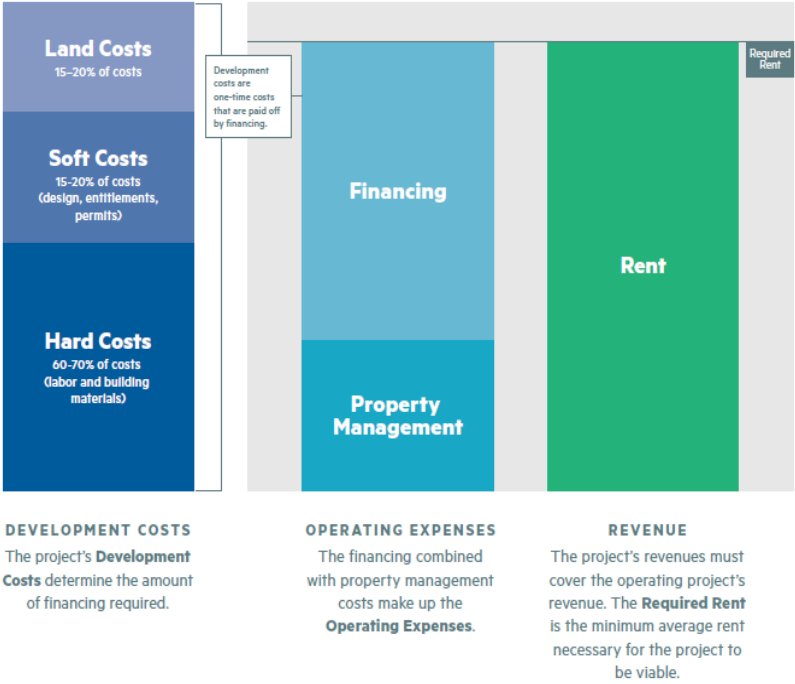 Land Costs
15–20% of costs
Soft Costs
15-20% of costs
(design, entitlements,
permits)
Hard Costs
60-70% of costs
(labor and building
materials)
Development
costs are
one-time costs
that are paid off
by financing.
Financing
Property
Management
Rent
Required
Rent
DEVELOPMENT COSTS
The project's Development
Costs determine the amount
of financing required.
OPERATING EXPENSES
The financing combined
with property management
costs make up the
Operating Expenses.
REVENUE
The project's revenues must
cover the operating project's
revenue. The Required Rent
is the minimum average rent
necessary for the project to
be viable.